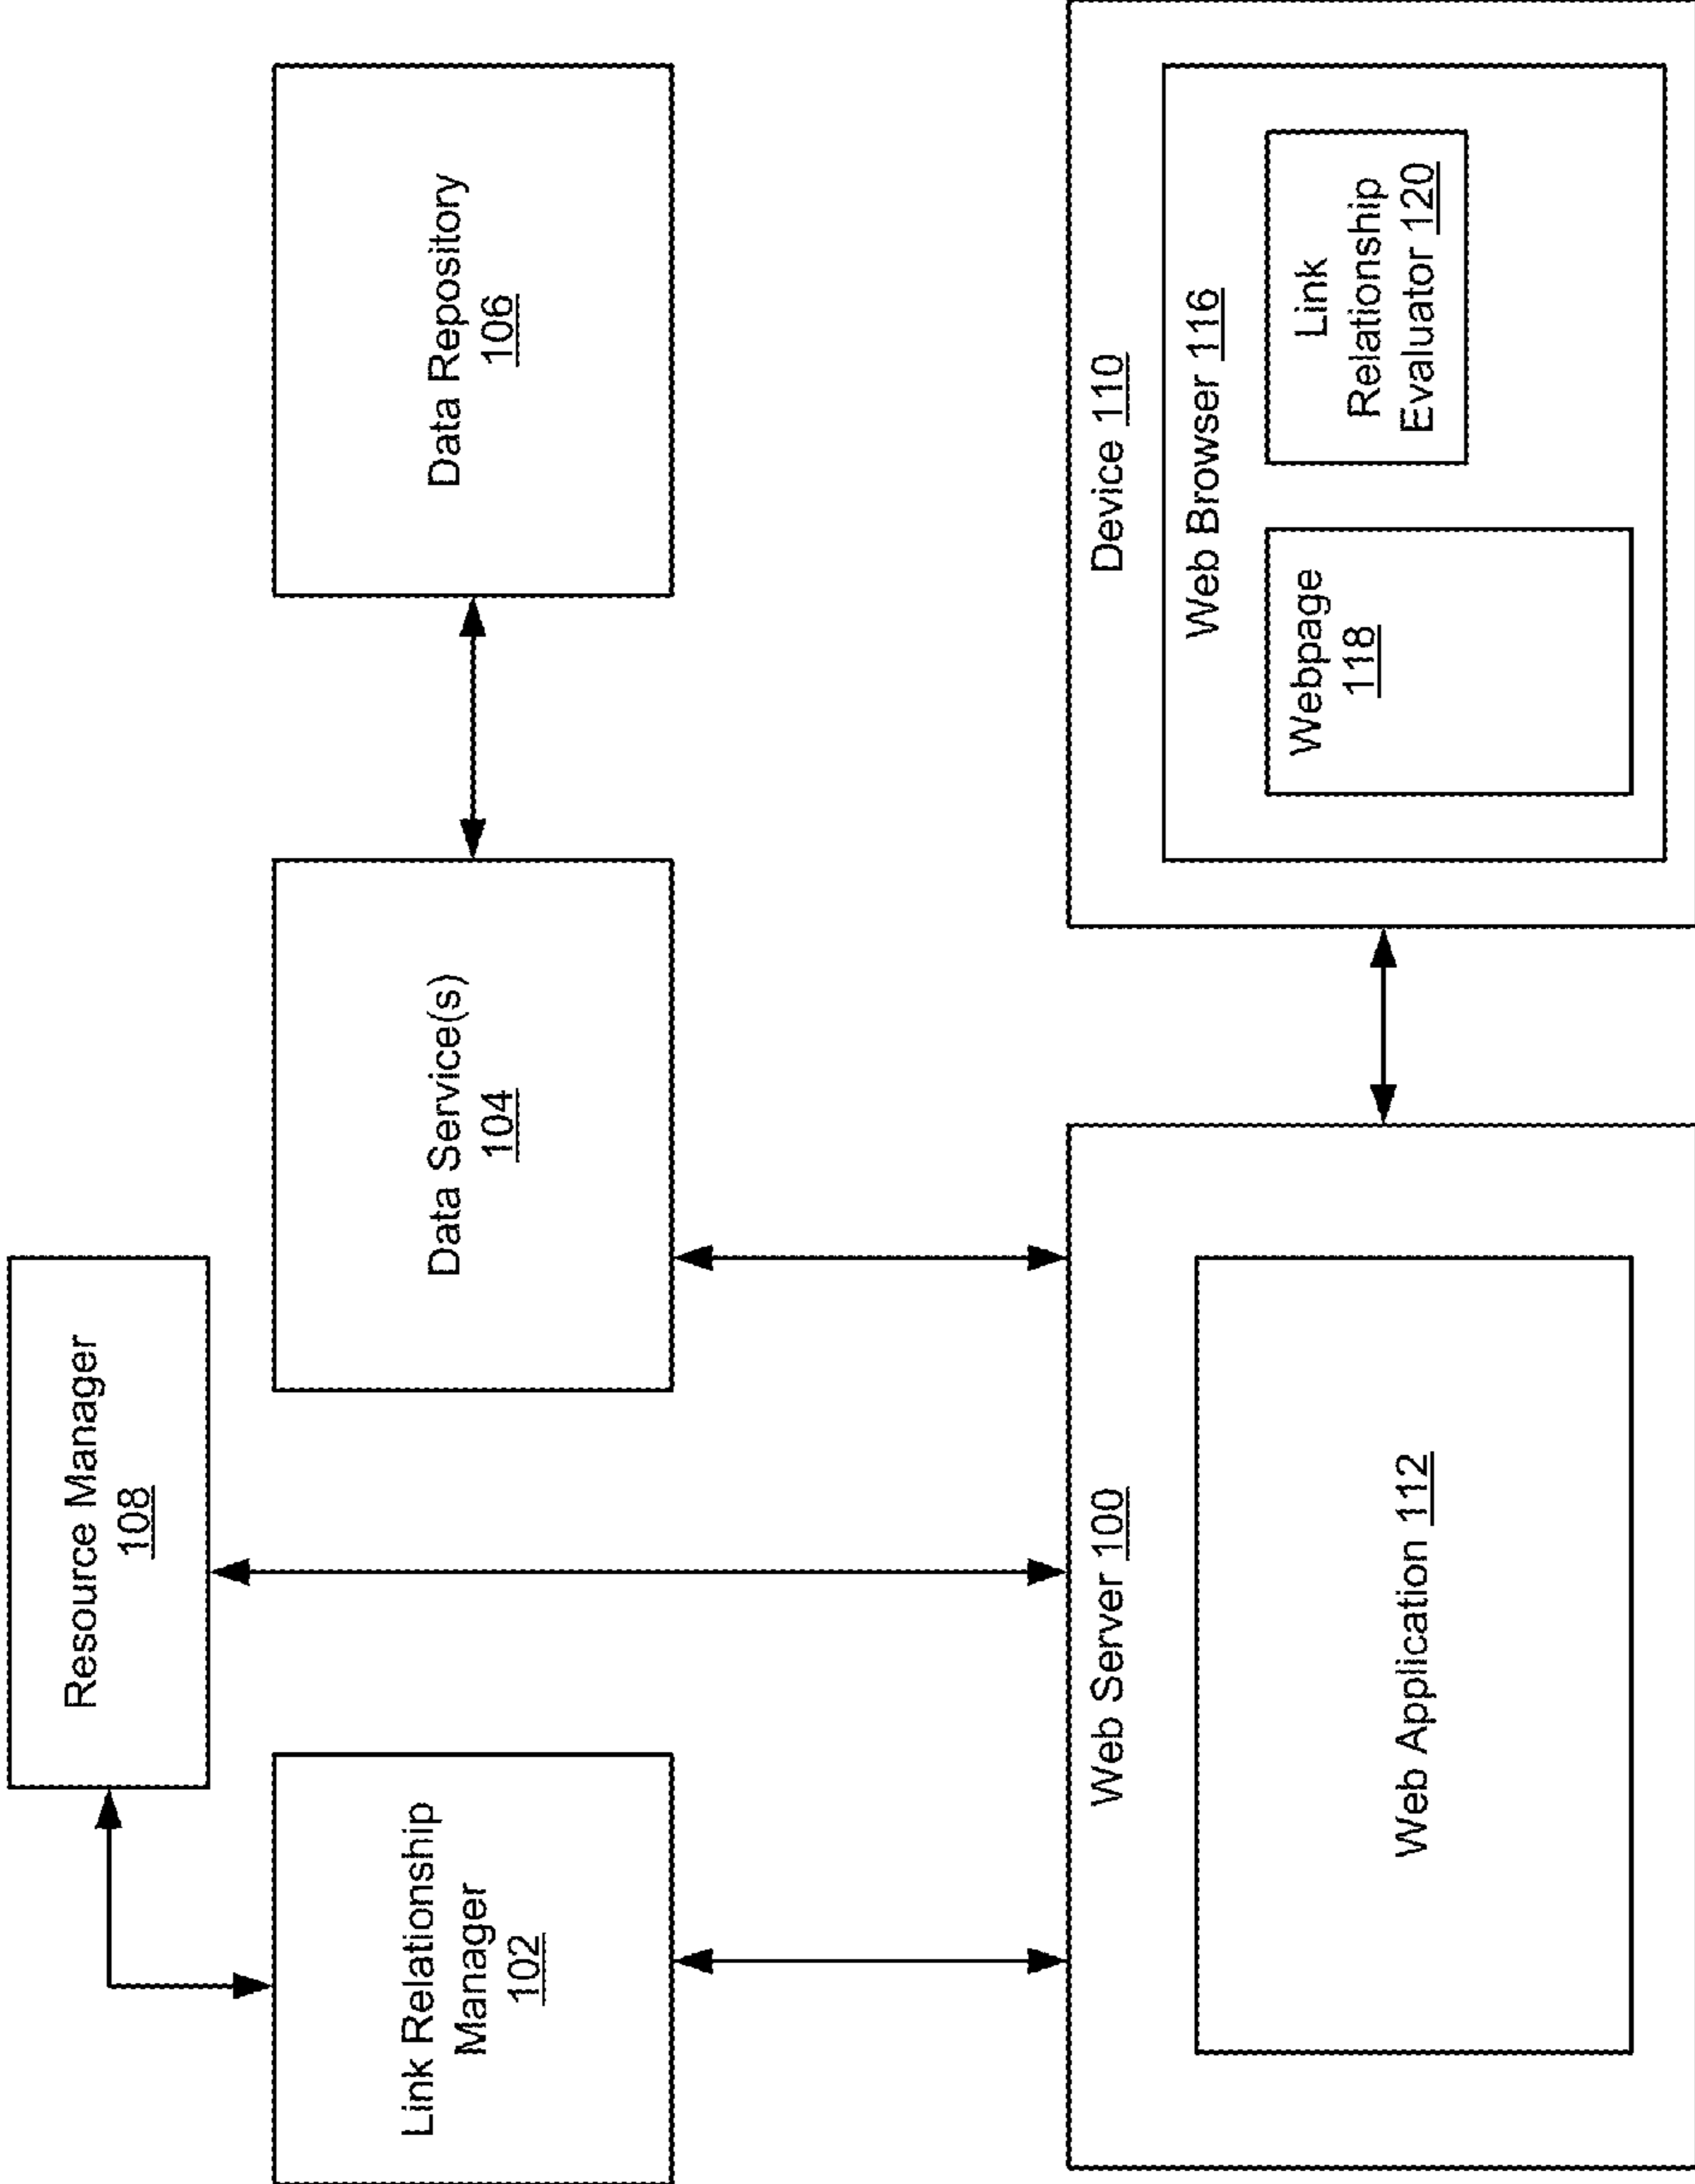 Resource Manager
108
Link Relationship
Manager
102
Data Service(s)
104
Data Repository
106
Web Server 100
Web Application 112
Device 110
Web Browser 116
Webpage
118
Link
Relationship
Evaluator 120